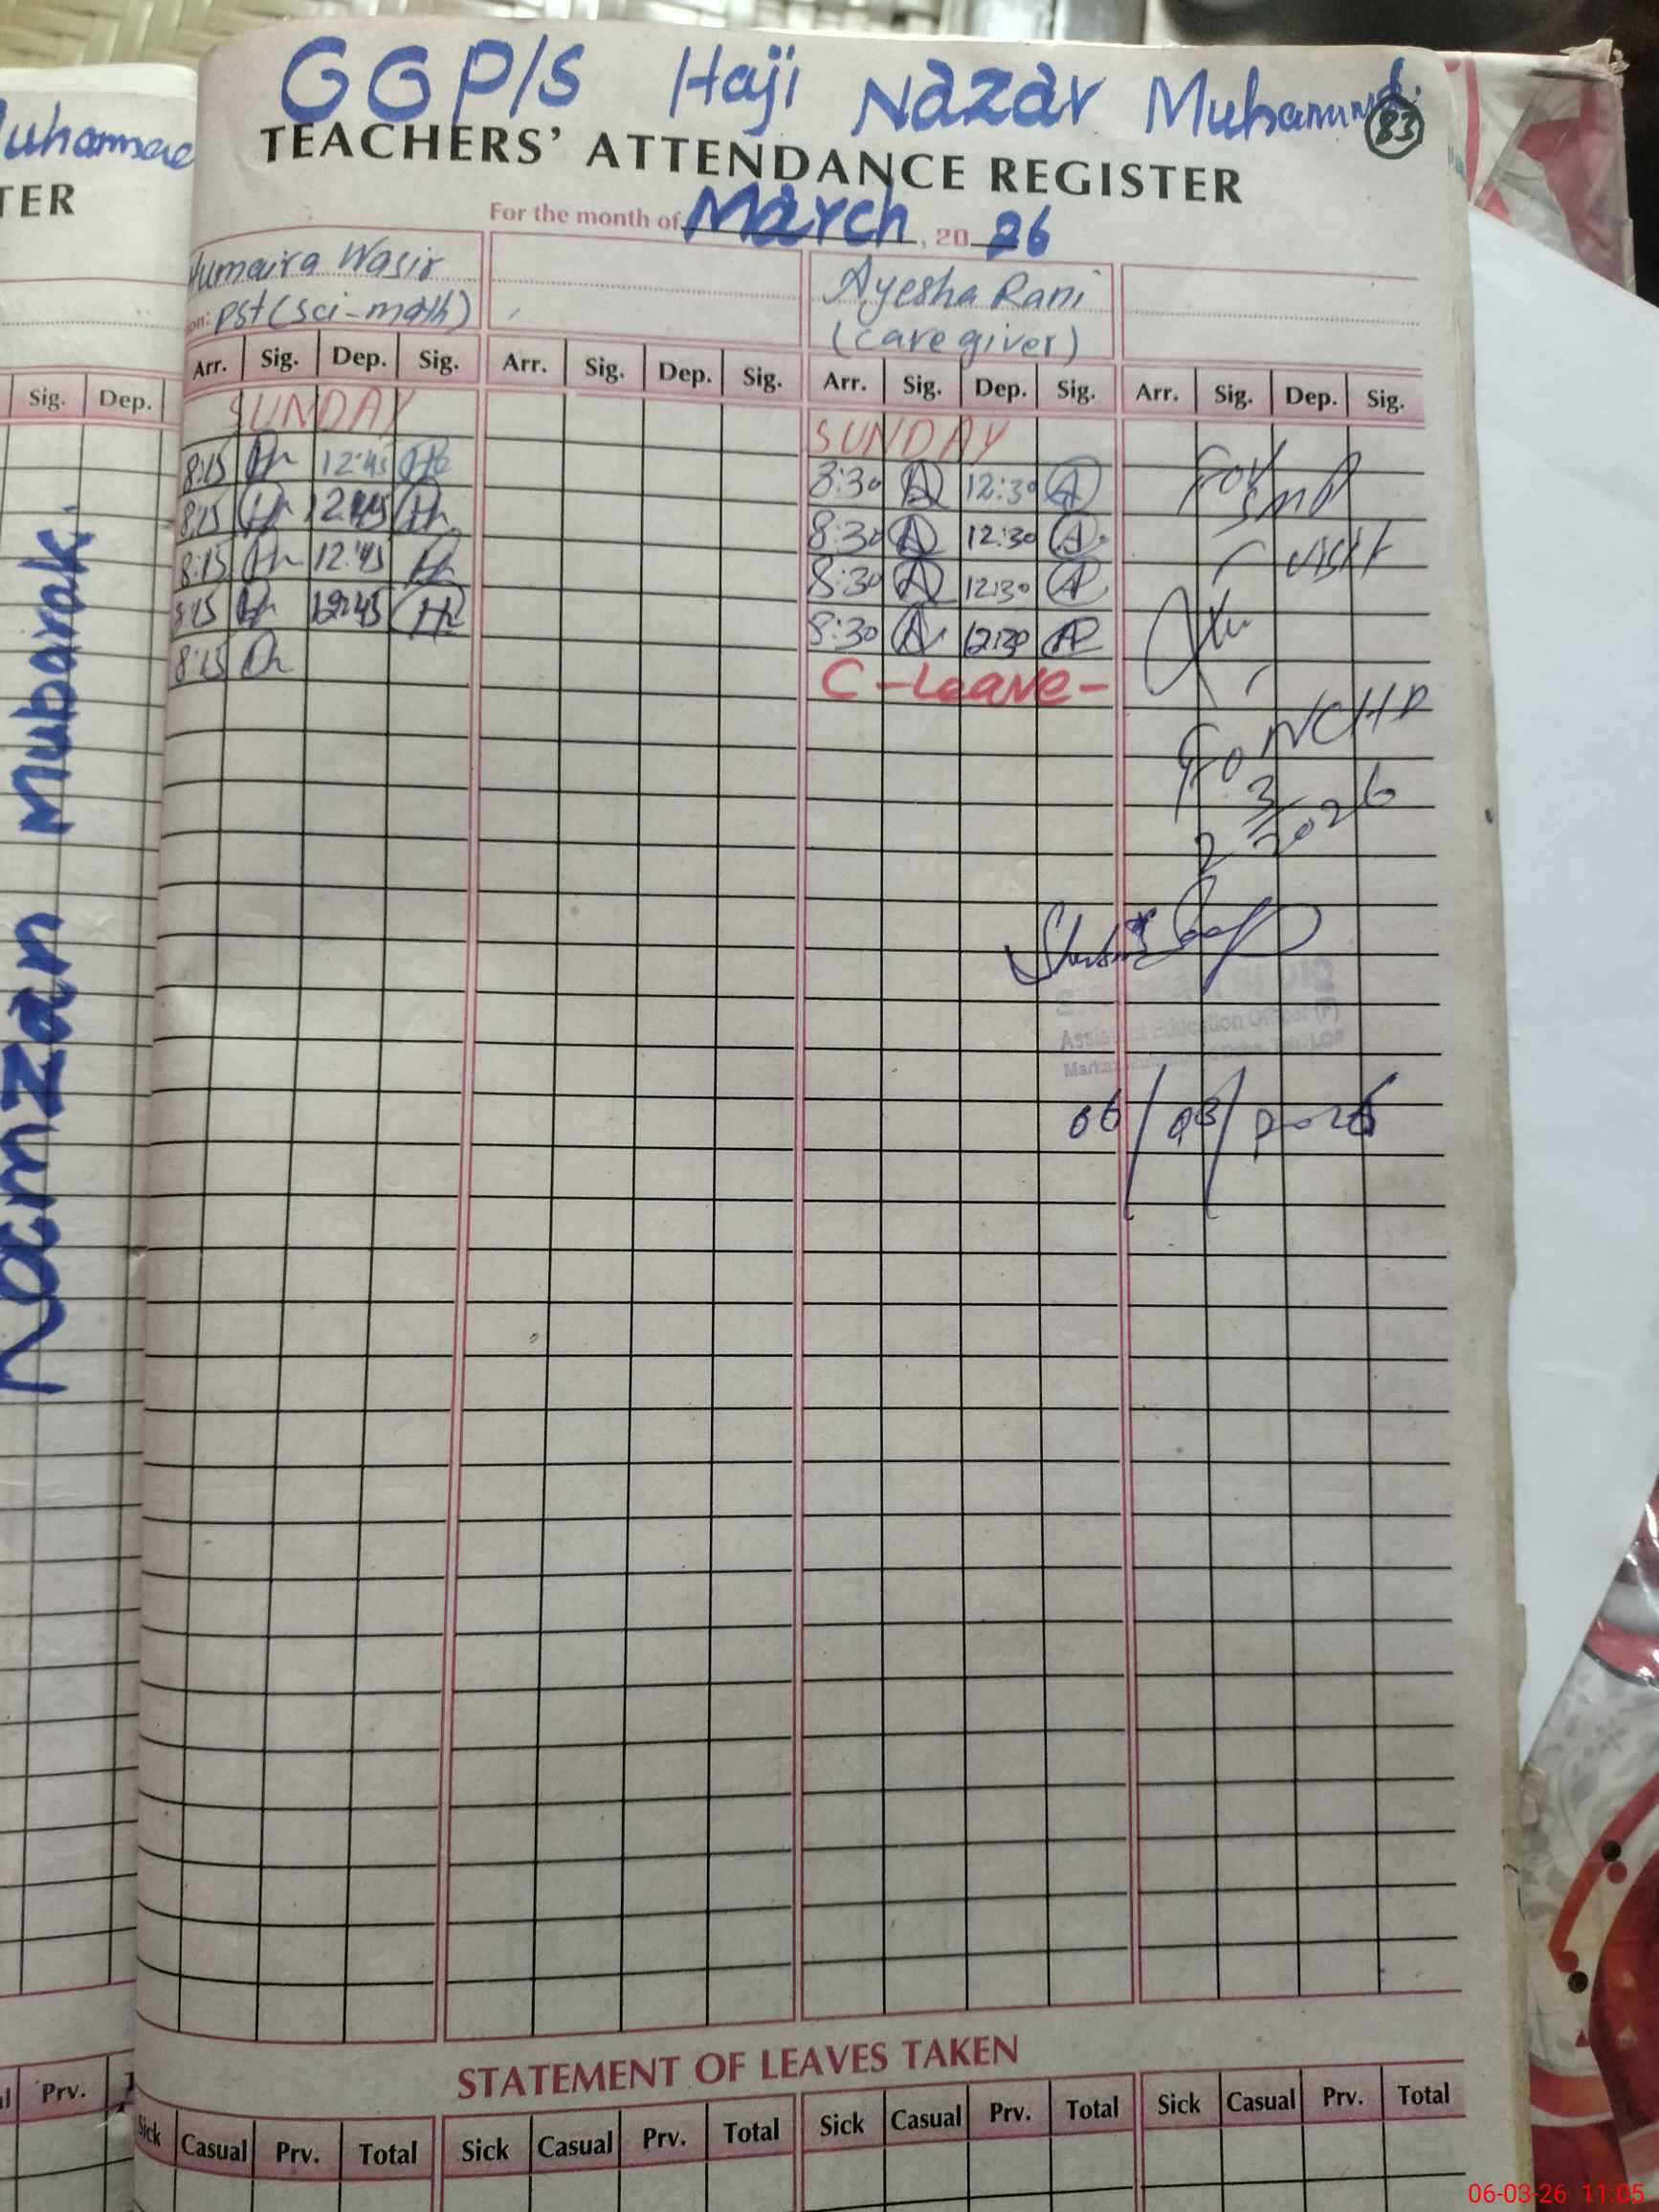 GGP/S Haji Nazar Muhammad.
83
TEACHERS' ATTENDANCE REGISTER
For the month of March, 2026
Humaira Wasir
Pst (sci-math)
Ayesha Rani
(care giver)
Arr. Sig. Dep. Sig. Arr. Sig. Dep. Sig. Arr. Sig. Dep. Sig. Arr. Sig. Dep. Sig.
SUNDAY SUNDAY
8:15 12:45 8:30 A 12:30 A
8:15 12:45 8:30 A 12:30 A
8:15 12:45 8:30 A 12:30 A
8:15 12:45 8:30 A 12:30 A
8:15 C-Leave-
For
visit
NCHD
2/3/2026
Assistant Education Officer (F)
06/03/2026
STATEMENT OF LEAVES TAKEN
Sick Casual Prv. Total Sick Casual Prv. Total Sick Casual Prv. Total Sick Casual Prv. Total
uhammad
TER
Sig. Dep.
Ramzan Mubarak.
Prv.
06-03-26 11:05